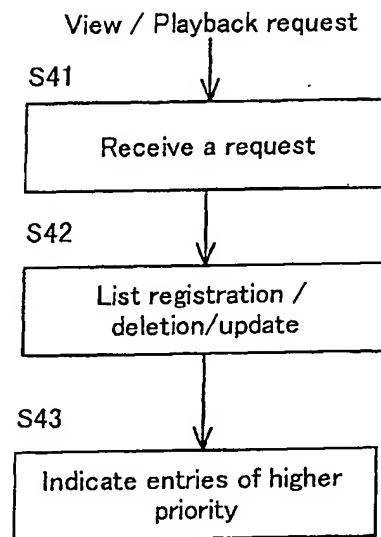 View / Playback request
S41
Receive a request
S42
List registration /
deletion/update
S43
Indicate entries of higher
priority